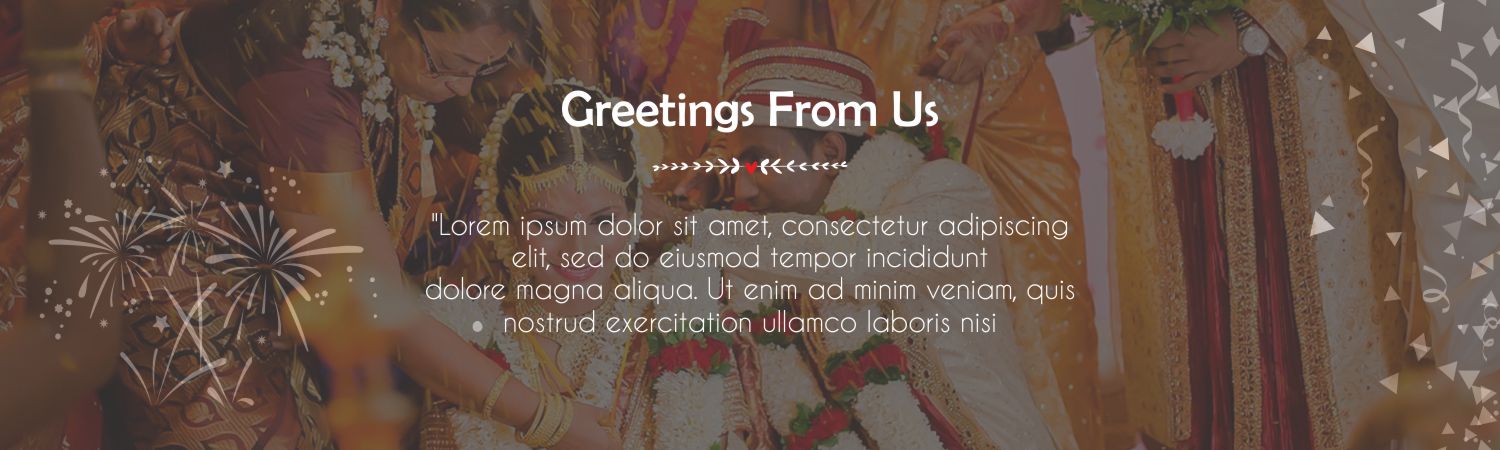 Greetings From Us
"Lorem ipsum dolor sit amet, consectetur adipiscing
elit, sed do eiusmod tempor incididunt
dolore magna aliqua. Ut enim ad minim veniam, quis
nostrud exercitation ullamco laboris nisi